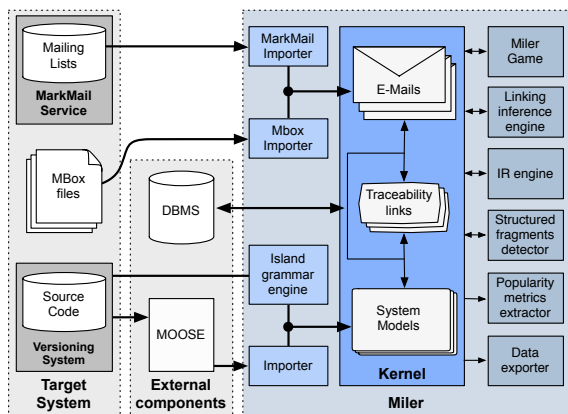 Mailing
Lists
MarkMail
Service
MBox
files
Source
Code
Versioning
System
Target
System
DBMS
MOOSE
External
components
MarkMail
Importer
Mbox
Importer
Island
grammar
engine
Importer
E-Mails
Traceability
links
System
Models
Kernel
Miler
Miler
Game
Linking
inference
engine
IR engine
Structured
fragments
detector
Popularity
metrics
extractor
Data
exporter